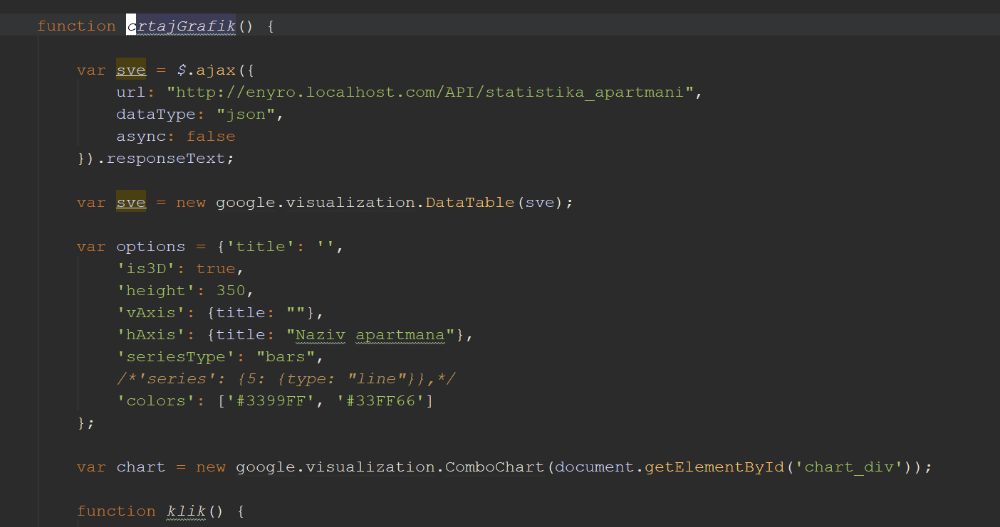 function crtajGrafik() {
var sve = $.ajax({
url: "http://enyro.localhost.com/API/statistika_apartmani",
dataType: "json",
async: false
}).responseText;
var sve = new google.visualization.DataTable(sve);
var options = {'title': '',
'is3D': true,
'height': 350,
'vAxis': {title: ""},
'hAxis': {title: "Naziv apartmana"},
'seriesType': "bars",
/*'series': {5: {type: "line"}},*/
'colors': ['#3399FF', '#33FF66']
};
var chart = new google.visualization.ComboChart(document.getElementById('chart_div'));
function klik() {